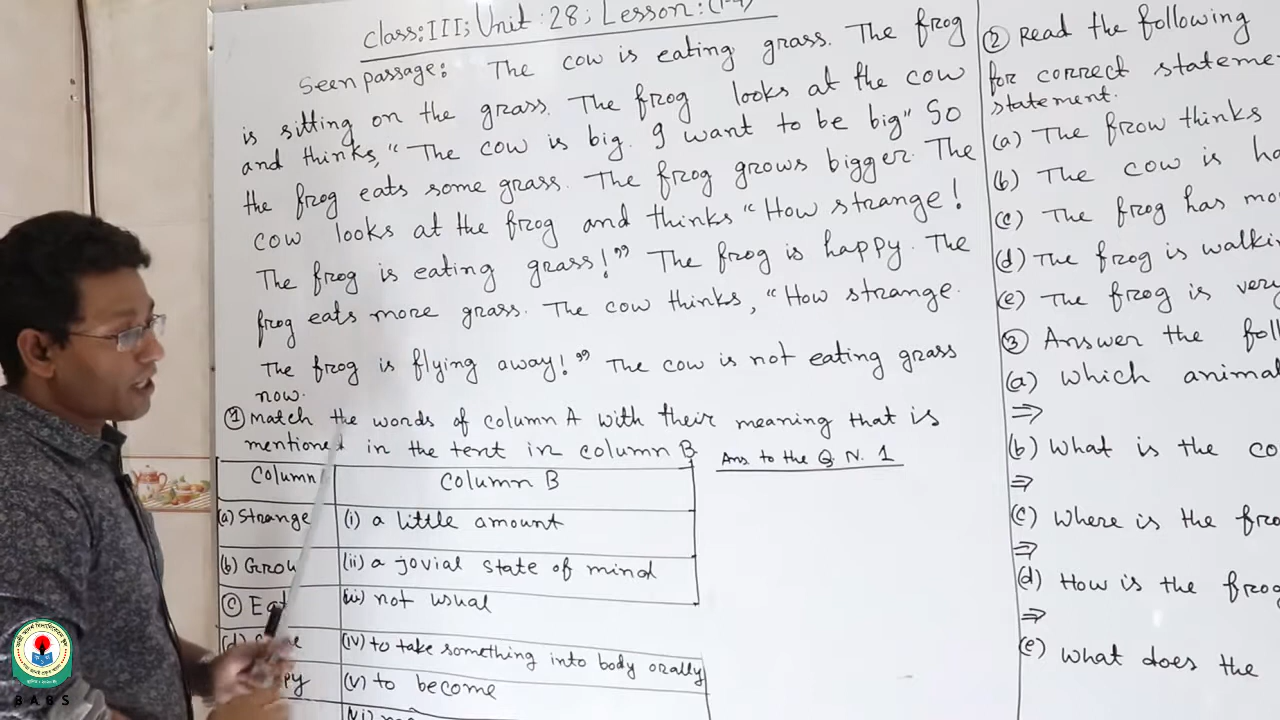 Class: III; Unit: 28; Lesson: (1-4)
Seen passage: The cow is eating grass. The frog
is sitting on the grass. The frog looks at the cow
and thinks, "The cow is big. I want to be big" So
the frog eats some grass. The frog grows bigger. The
cow looks at the frog and thinks "How strange!
The frog is eating grass!" The frog is happy. The
frog eats more grass. The cow thinks, "How strange.
The frog is flying away!" The cow is not eating grass
now.
① Match the words of column A with their meaning that is
mentioned in the text in column B
Column
Column B
(a) Strange
(i) a little amount
(b) Grow
(ii) a jovial state of mind
(c) Eat
(iii) not usual
(d)
(iv) to take something into body orally
(v) to become
(vi)
Ans to the Q. N. 1
② Read the following
for correct stateme
statement.
(a) The frow thinks
(b) The cow is ha
(c) The frog has mo
(d) The frog is walkin
(e) The frog is very
③ Answer the foll
(a) Which animal
⇒
(b) What is the co
⇒
(c) Where is the fro
⇒
(d) How is the frog
⇒
(e) What does the
BABS